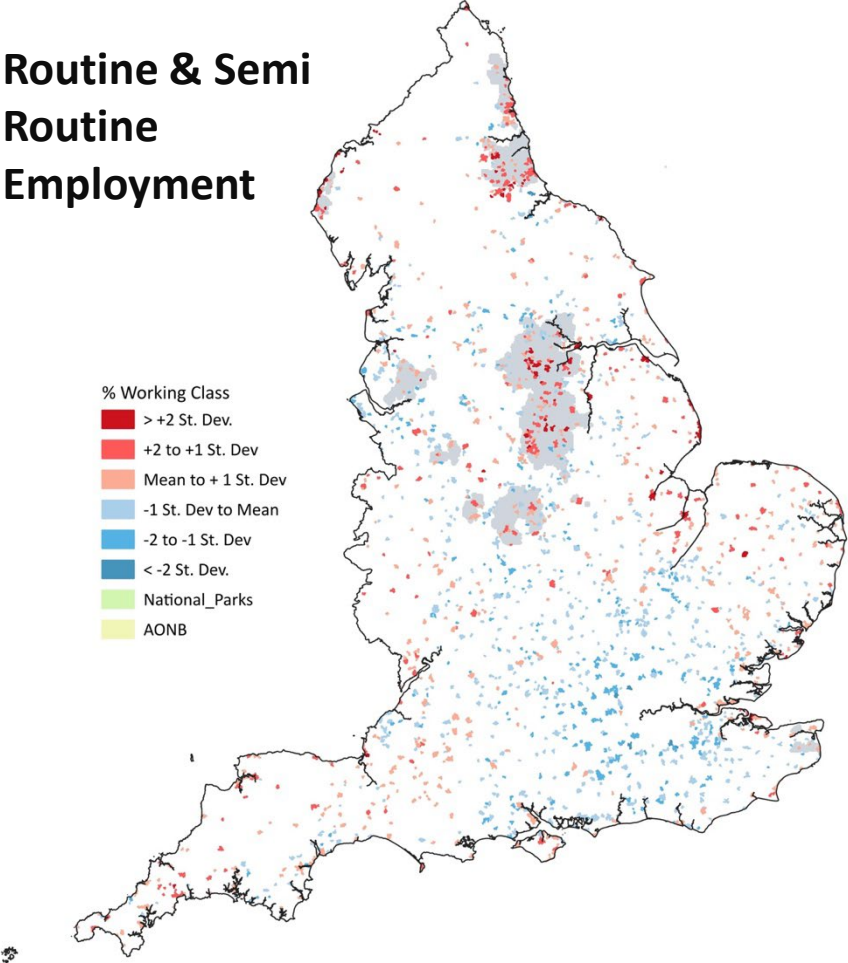 Routine & Semi
Routine
Employment
% Working Class
> +2 St. Dev.
+2 to +1 St. Dev
Mean to + 1 St. Dev
-1 St. Dev to Mean
-2 to -1 St. Dev
< -2 St. Dev.
National_Parks
AONB